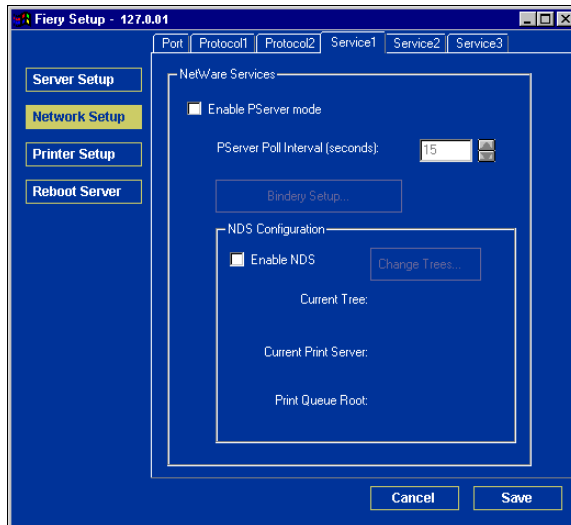 Fiery Setup - 127.0.01
Port Protocol1 Protocol2 Service1 Service2 Service3
Server Setup
Network Setup
Printer Setup
Reboot Server
NetWare Services
Enable PServer mode
PServer Poll Interval (seconds): 15
Bindery Setup...
NDS Configuration
Enable NDS
Change Trees...
Current Tree:
Current Print Server:
Print Queue Root:
Cancel Save